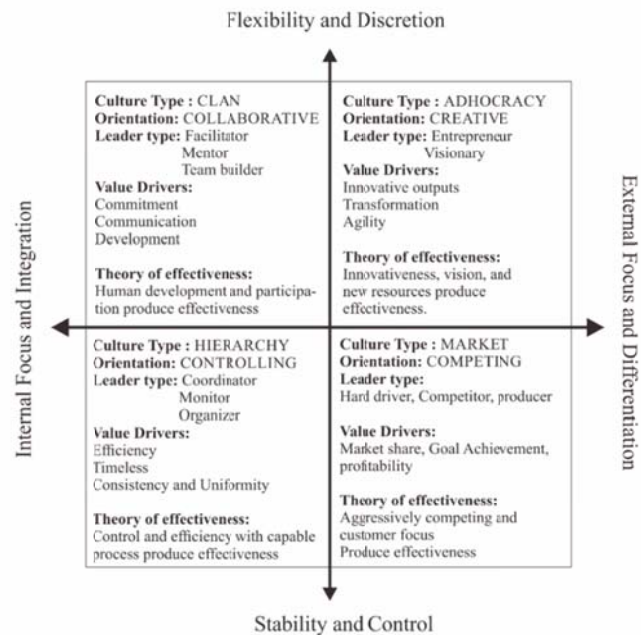 Flexibility and Discretion
Internal Focus and Integration
Culture Type : CLAN
Orientation: COLLABORATIVE
Leader type: Facilitator
Mentor
Team builder
Value Drivers:
Commitment
Communication
Development
Theory of effectiveness:
Human development and participa-
tion produce effectiveness
Culture Type : ADHOCRACY
Orientation: CREATIVE
Leader type: Entrepreneur
Visionary
Value Drivers:
Innovative outputs
Transformation
Agility
Theory of effectiveness:
Innovativeness, vision, and
new resources produce
effectiveness.
Culture Type : HIERARCHY
Orientation: CONTROLLING
Leader type: Coordinator
Monitor
Organizer
Value Drivers:
Efficiency
Timeless
Consistency and Uniformity
Theory of effectiveness:
Control and efficiency with capable
process produce effectiveness
Culture Type : MARKET
Orientation: COMPETING
Leader type:
Hard driver, Competitor, producer
Value Drivers:
Market share, Goal Achievement,
profitability
Theory of effectiveness:
Aggressively competing and
customer focus
Produce effectiveness
External Focus and Differentiation
Stability and Control